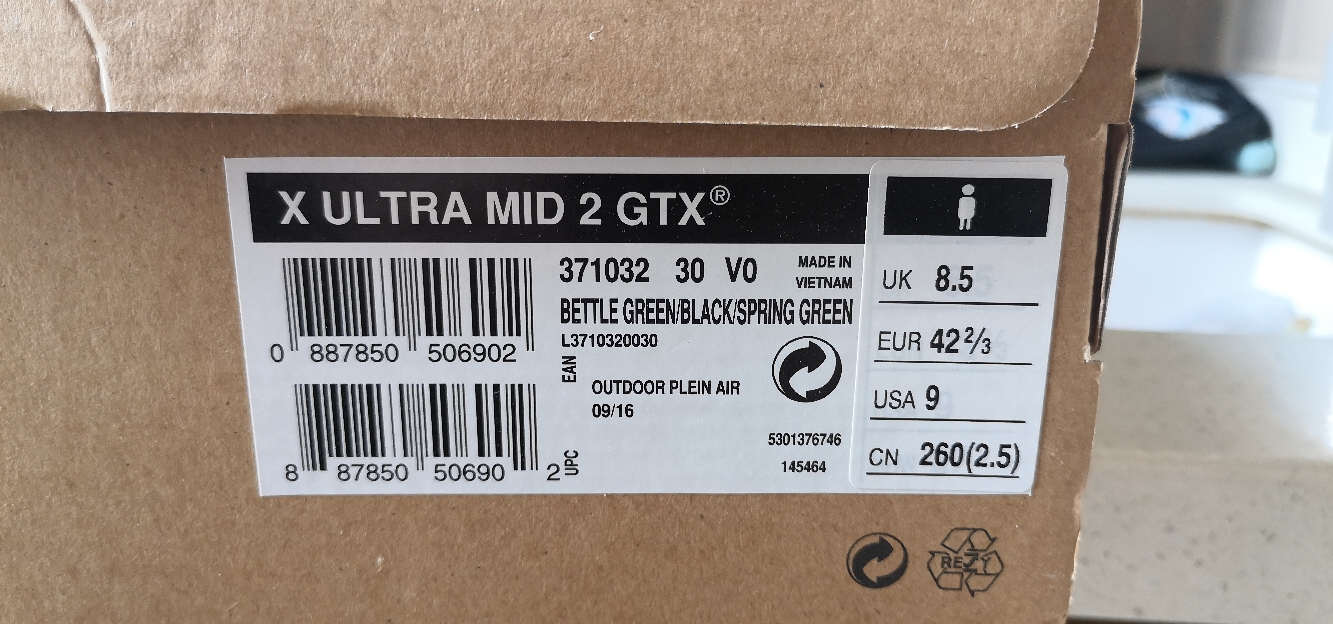 X ULTRA MID 2 GTX®
0 887850 506902
8 87850 50690 2
EAN
UPC
371032 30 V0
MADE IN
VIETNAM
BETTLE GREEN/BLACK/SPRING GREEN
L3710320030
OUTDOOR PLEIN AIR
09/16
5301376746
145464
UK 8.5
EUR 42 2/3
USA 9
CN 260(2.5)
REZY